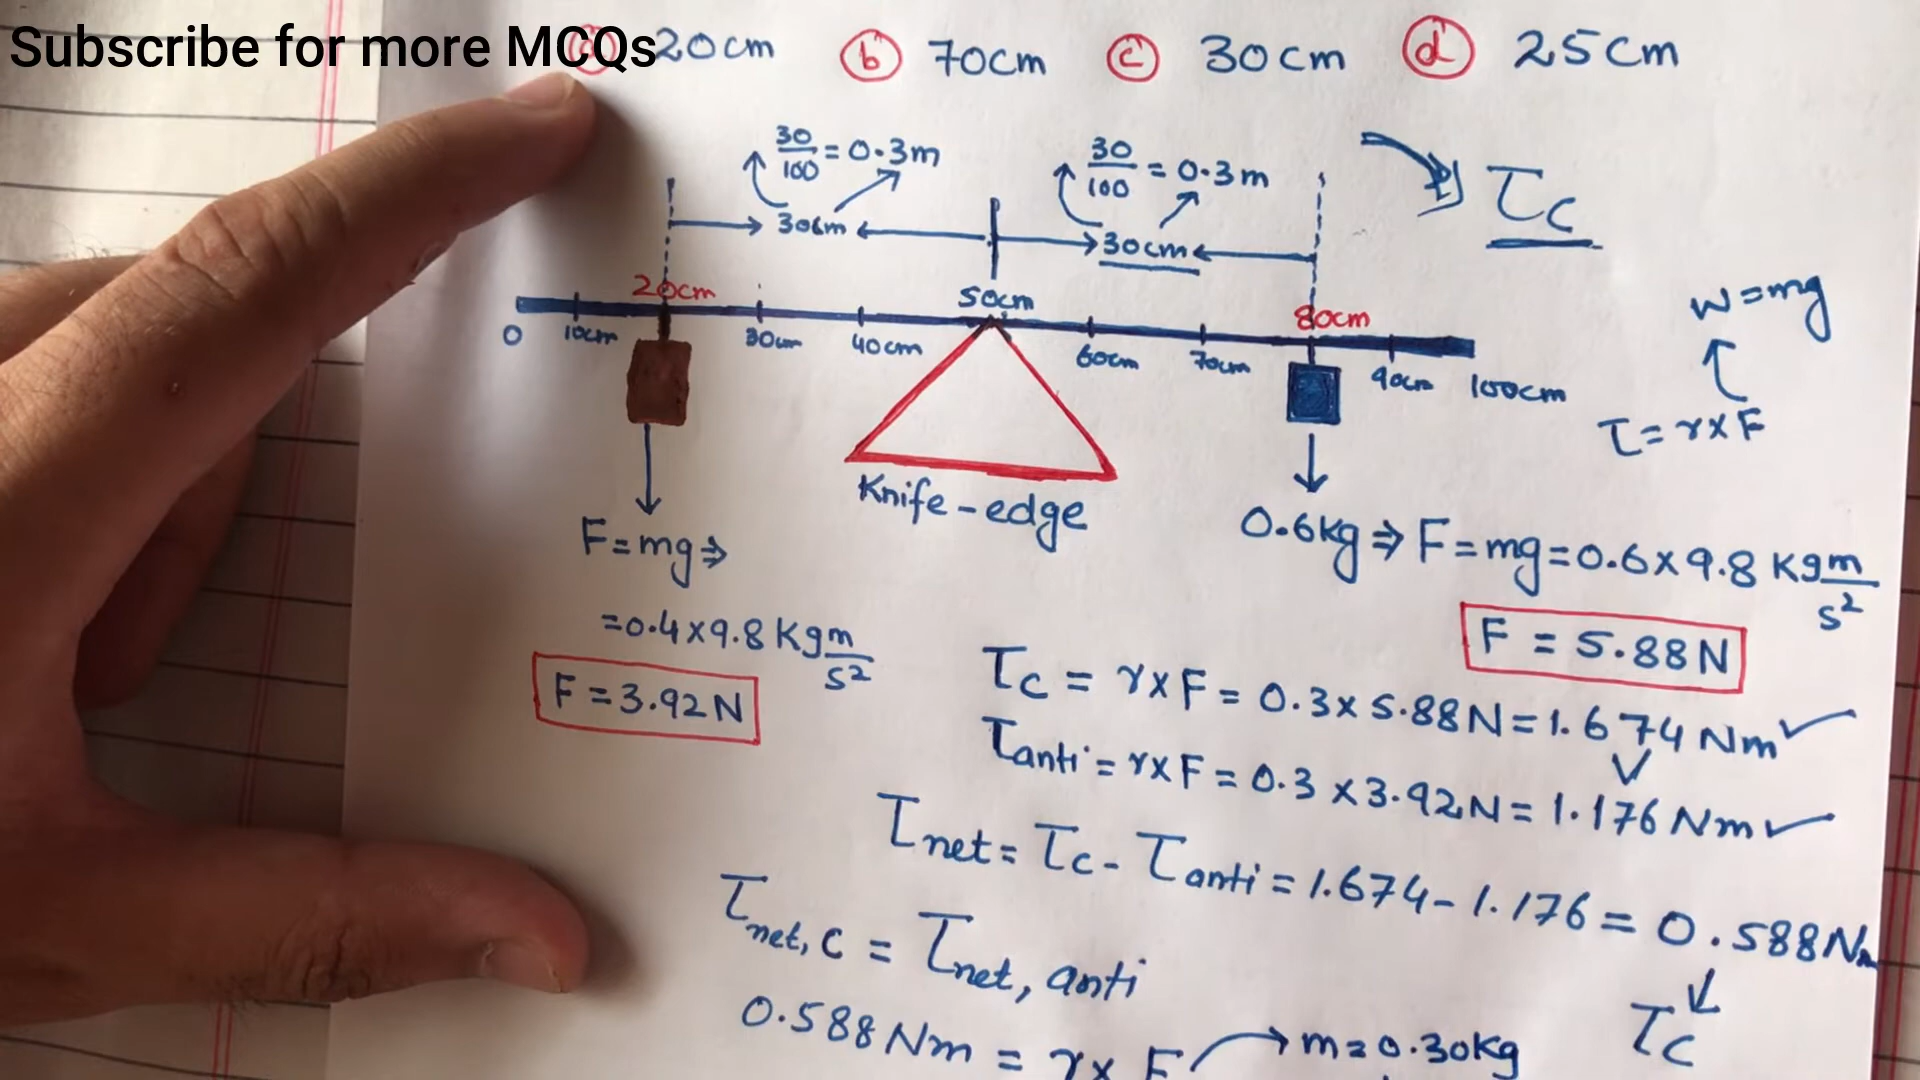 Subscribe for more MCQs
20cm (b) 70cm (c) 30cm (d) 25cm
30/100 = 0.3m 30/100 = 0.3m
30cm 30cm
τc
20cm 50cm 80cm
0 10cm 30cm 40cm 60cm 70cm 90cm 100cm
W=mg
τ=r×F
Knife-edge
F=mg⇒
=0.4×9.8 Kgm/s²
F=3.92N
0.6kg⇒F=mg=0.6×9.8 Kgm/s²
F = 5.88N
τc = r×F = 0.3×5.88N=1.674 Nm
τanti = r×F = 0.3×3.92N=1.176 Nm
τnet = τc - τanti = 1.674-1.176 = 0.588Nm
τc
τnet,c = τnet,anti
0.588Nm = r×F → m=0.30Kg